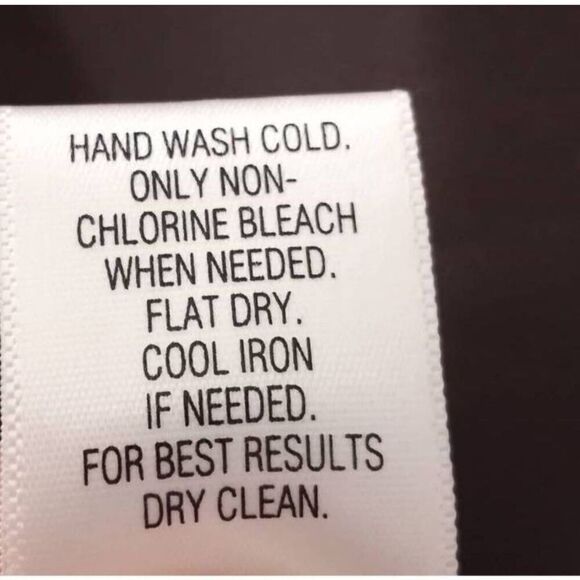 HAND WASH COLD.
ONLY NON-
CHLORINE BLEACH
WHEN NEEDED.
FLAT DRY.
COOL IRON
IF NEEDED.
FOR BEST RESULTS
DRY CLEAN.